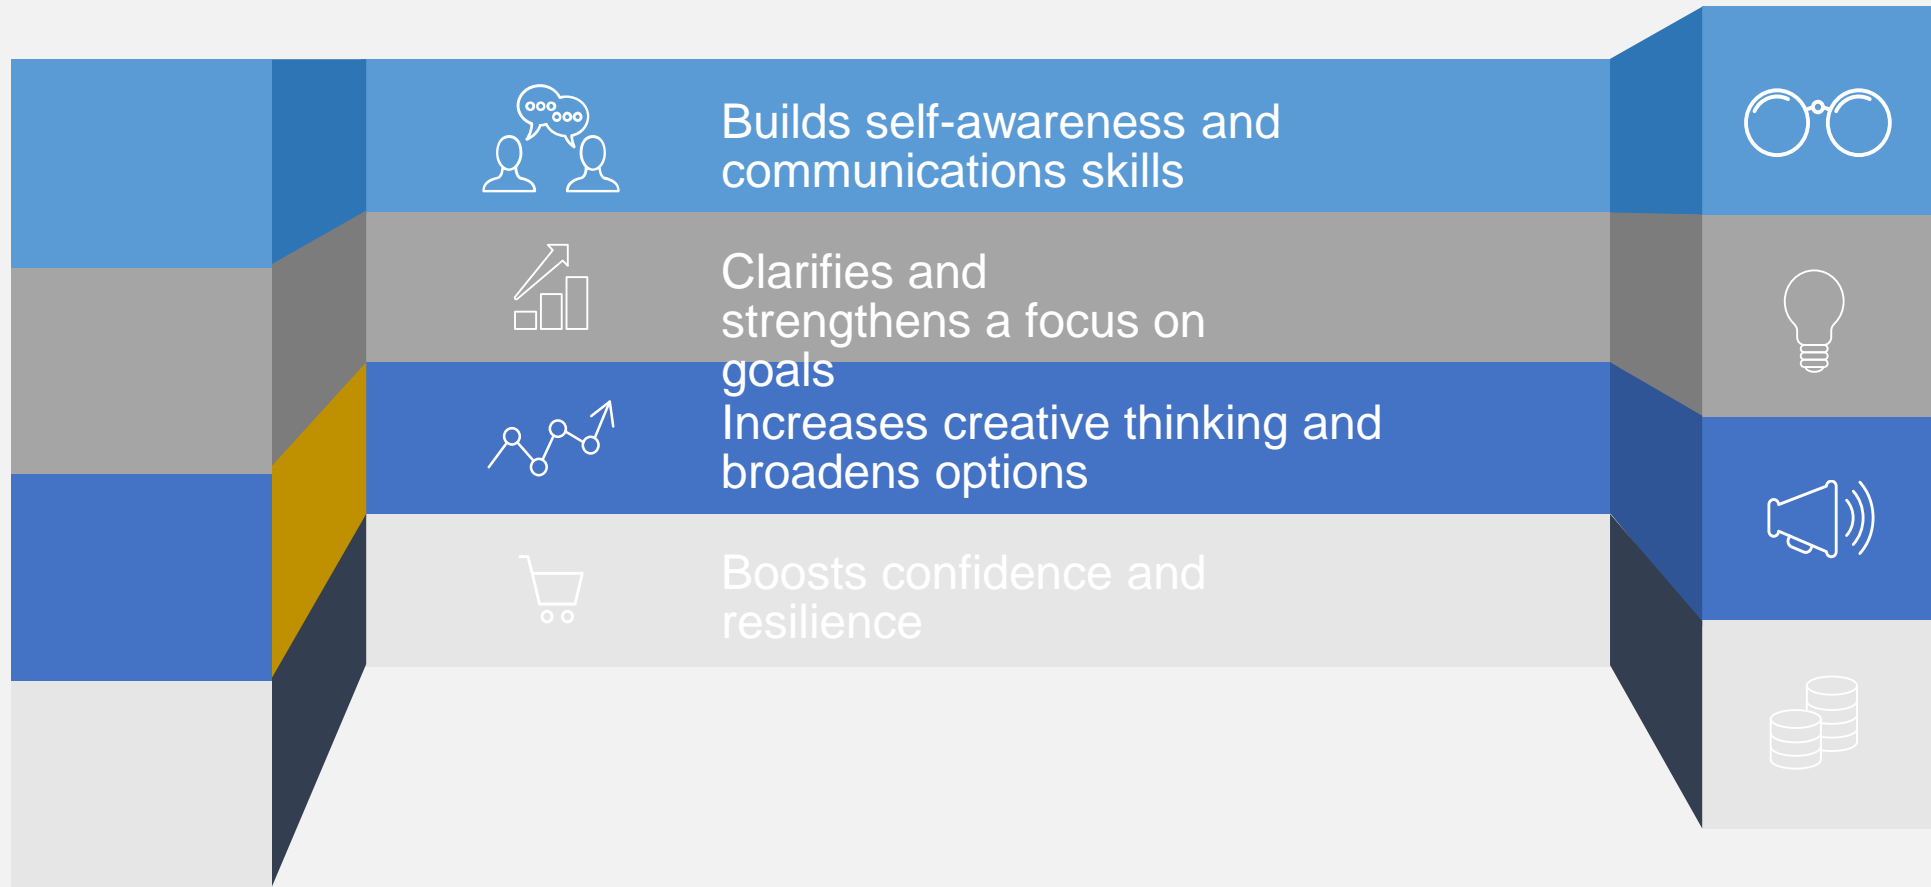 Builds self-awareness and
communications skills
Clarifies and
strengthens a focus on
goals
Increases creative thinking and
broadens options
Boosts confidence and
resilience